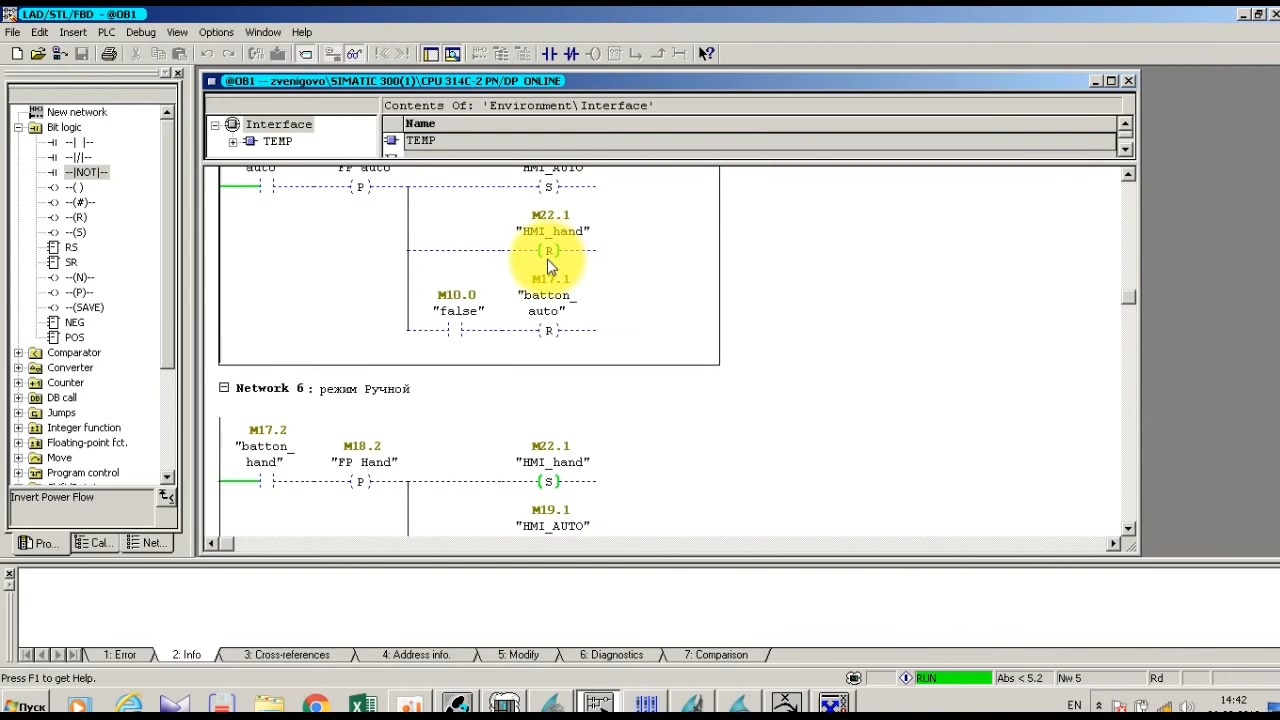 LAD/STL/FBD - @OB1
File Edit Insert PLC Debug View Options Window Help
@OB1 -- zvenigovo\SIMATIC 300(1)\CPU 314C-2 PN/DP ONLINE
Contents Of: 'Environment\Interface'
Interface
TEMP
Name
TEMP
New network
Bit logic
--| |--
--|/|--
--|NOT|--
--( )
--(#)--
--(R)
--(S)
RS
SR
--(N)--
--(P)--
--(SAVE)
NEG
POS
Comparator
Converter
Counter
DB call
Jumps
Integer function
Floating-point fct.
Move
Program control
Invert Power Flow
Pro... Cal... Net...
auto FP auto HMI_AUTO
P S
M22.1
"HMI_hand"
R
M10.0 M17.1
"false" "batton_
auto"
R
Network 6 : режим Ручной
M17.2
"batton_
hand"
M18.2
"FP Hand"
P
M22.1
"HMI_hand"
S
M19.1
"HMI_AUTO"
1: Error 2: Info 3: Cross-references 4: Address info. 5: Modify 6: Diagnostics 7: Comparison
Press F1 to get Help.
RUN Abs < 5.2 Nw 5 Rd
Пуск
EN
14:42